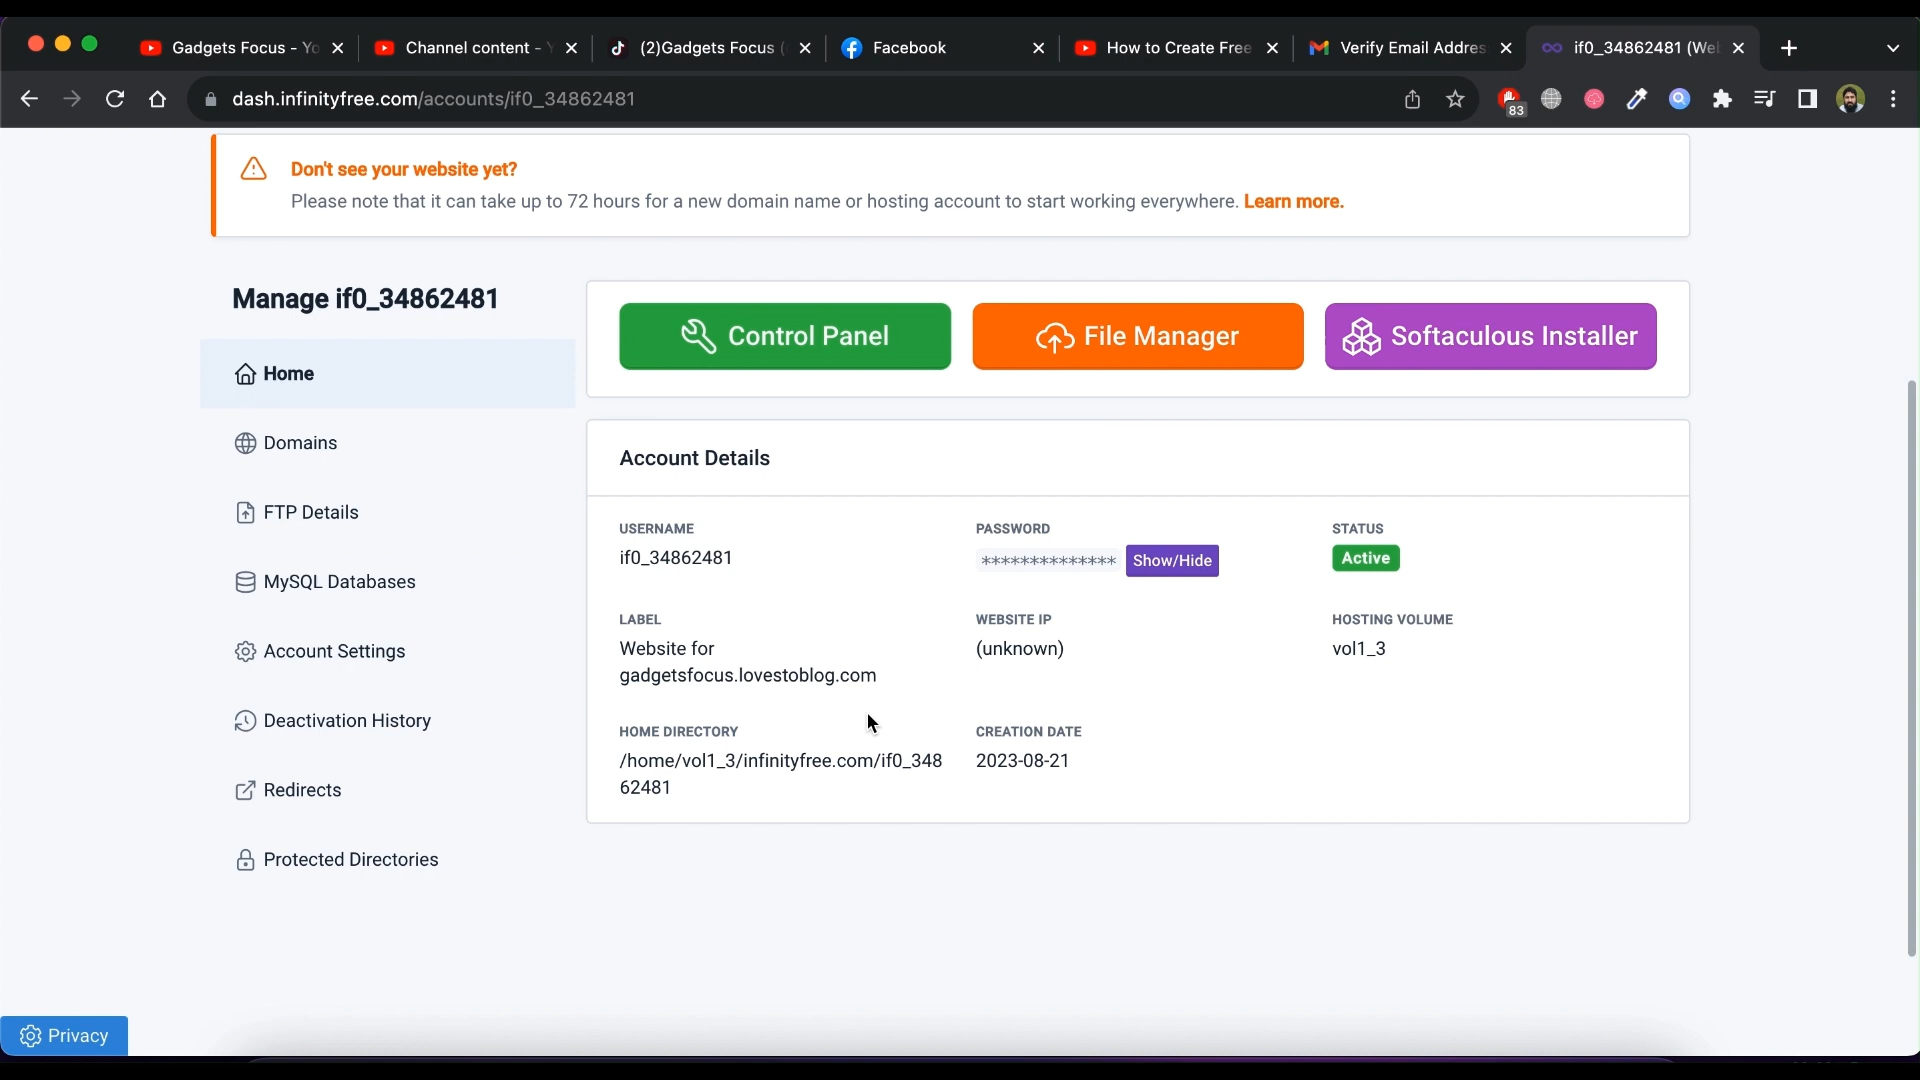 Gadgets Focus - Yo
Channel content - Y
(2)Gadgets Focus (
Facebook
How to Create Free
Verify Email Addres
if0_34862481 (We
dash.infinityfree.com/accounts/if0_34862481
83
Don't see your website yet?
Please note that it can take up to 72 hours for a new domain name or hosting account to start working everywhere. Learn more.
Manage if0_34862481
Control Panel
File Manager
Softaculous Installer
Home
Domains
FTP Details
MySQL Databases
Account Settings
Deactivation History
Redirects
Protected Directories
Account Details
USERNAME
if0_34862481
PASSWORD
************** Show/Hide
STATUS
Active
LABEL
Website for
gadgetsfocus.lovestoblog.com
WEBSITE IP
(unknown)
HOSTING VOLUME
vol1_3
HOME DIRECTORY
/home/vol1_3/infinityfree.com/if0_348
62481
CREATION DATE
2023-08-21
Privacy